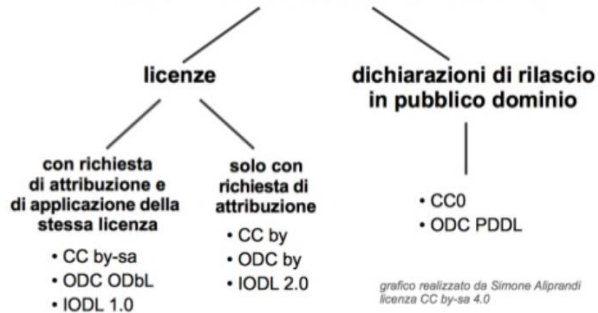 licenze
dichiarazioni di rilascio
in pubblico dominio
con richiesta
di attribuzione e
di applicazione della
stessa licenza
• CC by-sa
• ODC ODbL
• IODL 1.0
solo con
richiesta di
attribuzione
• CC by
• ODC by
• IODL 2.0
• CC0
• ODC PDDL
grafico realizzato da Simone Aliprandi
licenza CC by-sa 4.0